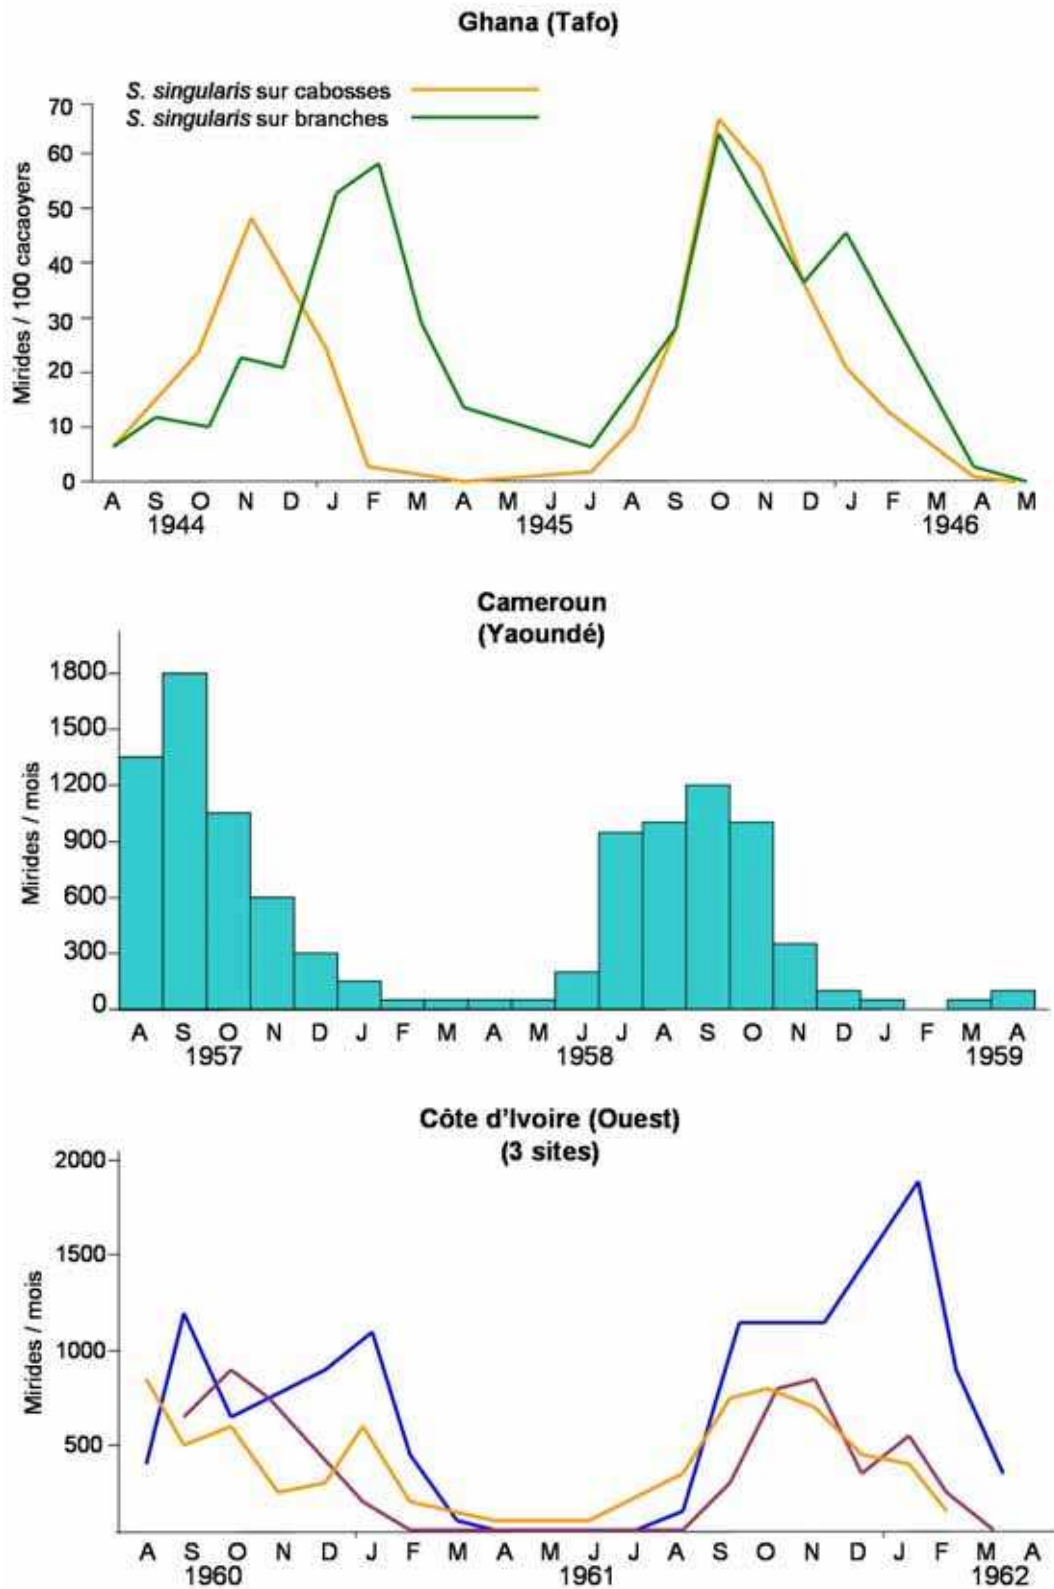 Ghana (Tafo)
S. singularis sur cabosses
S. singularis sur branches
Mirides / 100 cacaoyers
70
60
50
40
30
20
10
0
A S O N D J F M A M J J A S O N D J F M A M
1944 1945 1946
Cameroun
(Yaoundé)
Mirides / mois
1800
1500
1200
900
600
300
0
A S O N D J F M A M J J A S O N D J F M A
1957 1958 1959
Côte d'Ivoire (Ouest)
(3 sites)
Mirides / mois
2000
1500
1000
500
A S O N D J F M A M J J A S O N D J F M A
1960 1961 1962